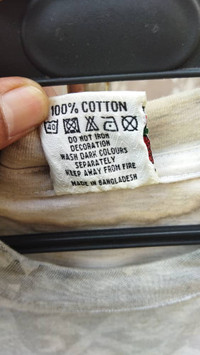 100% COTTON
40
DO NOT IRON
DECORATION
WASH DARK COLOURS
SEPARATELY
KEEP AWAY FROM FIRE
MADE IN BANGLADESH